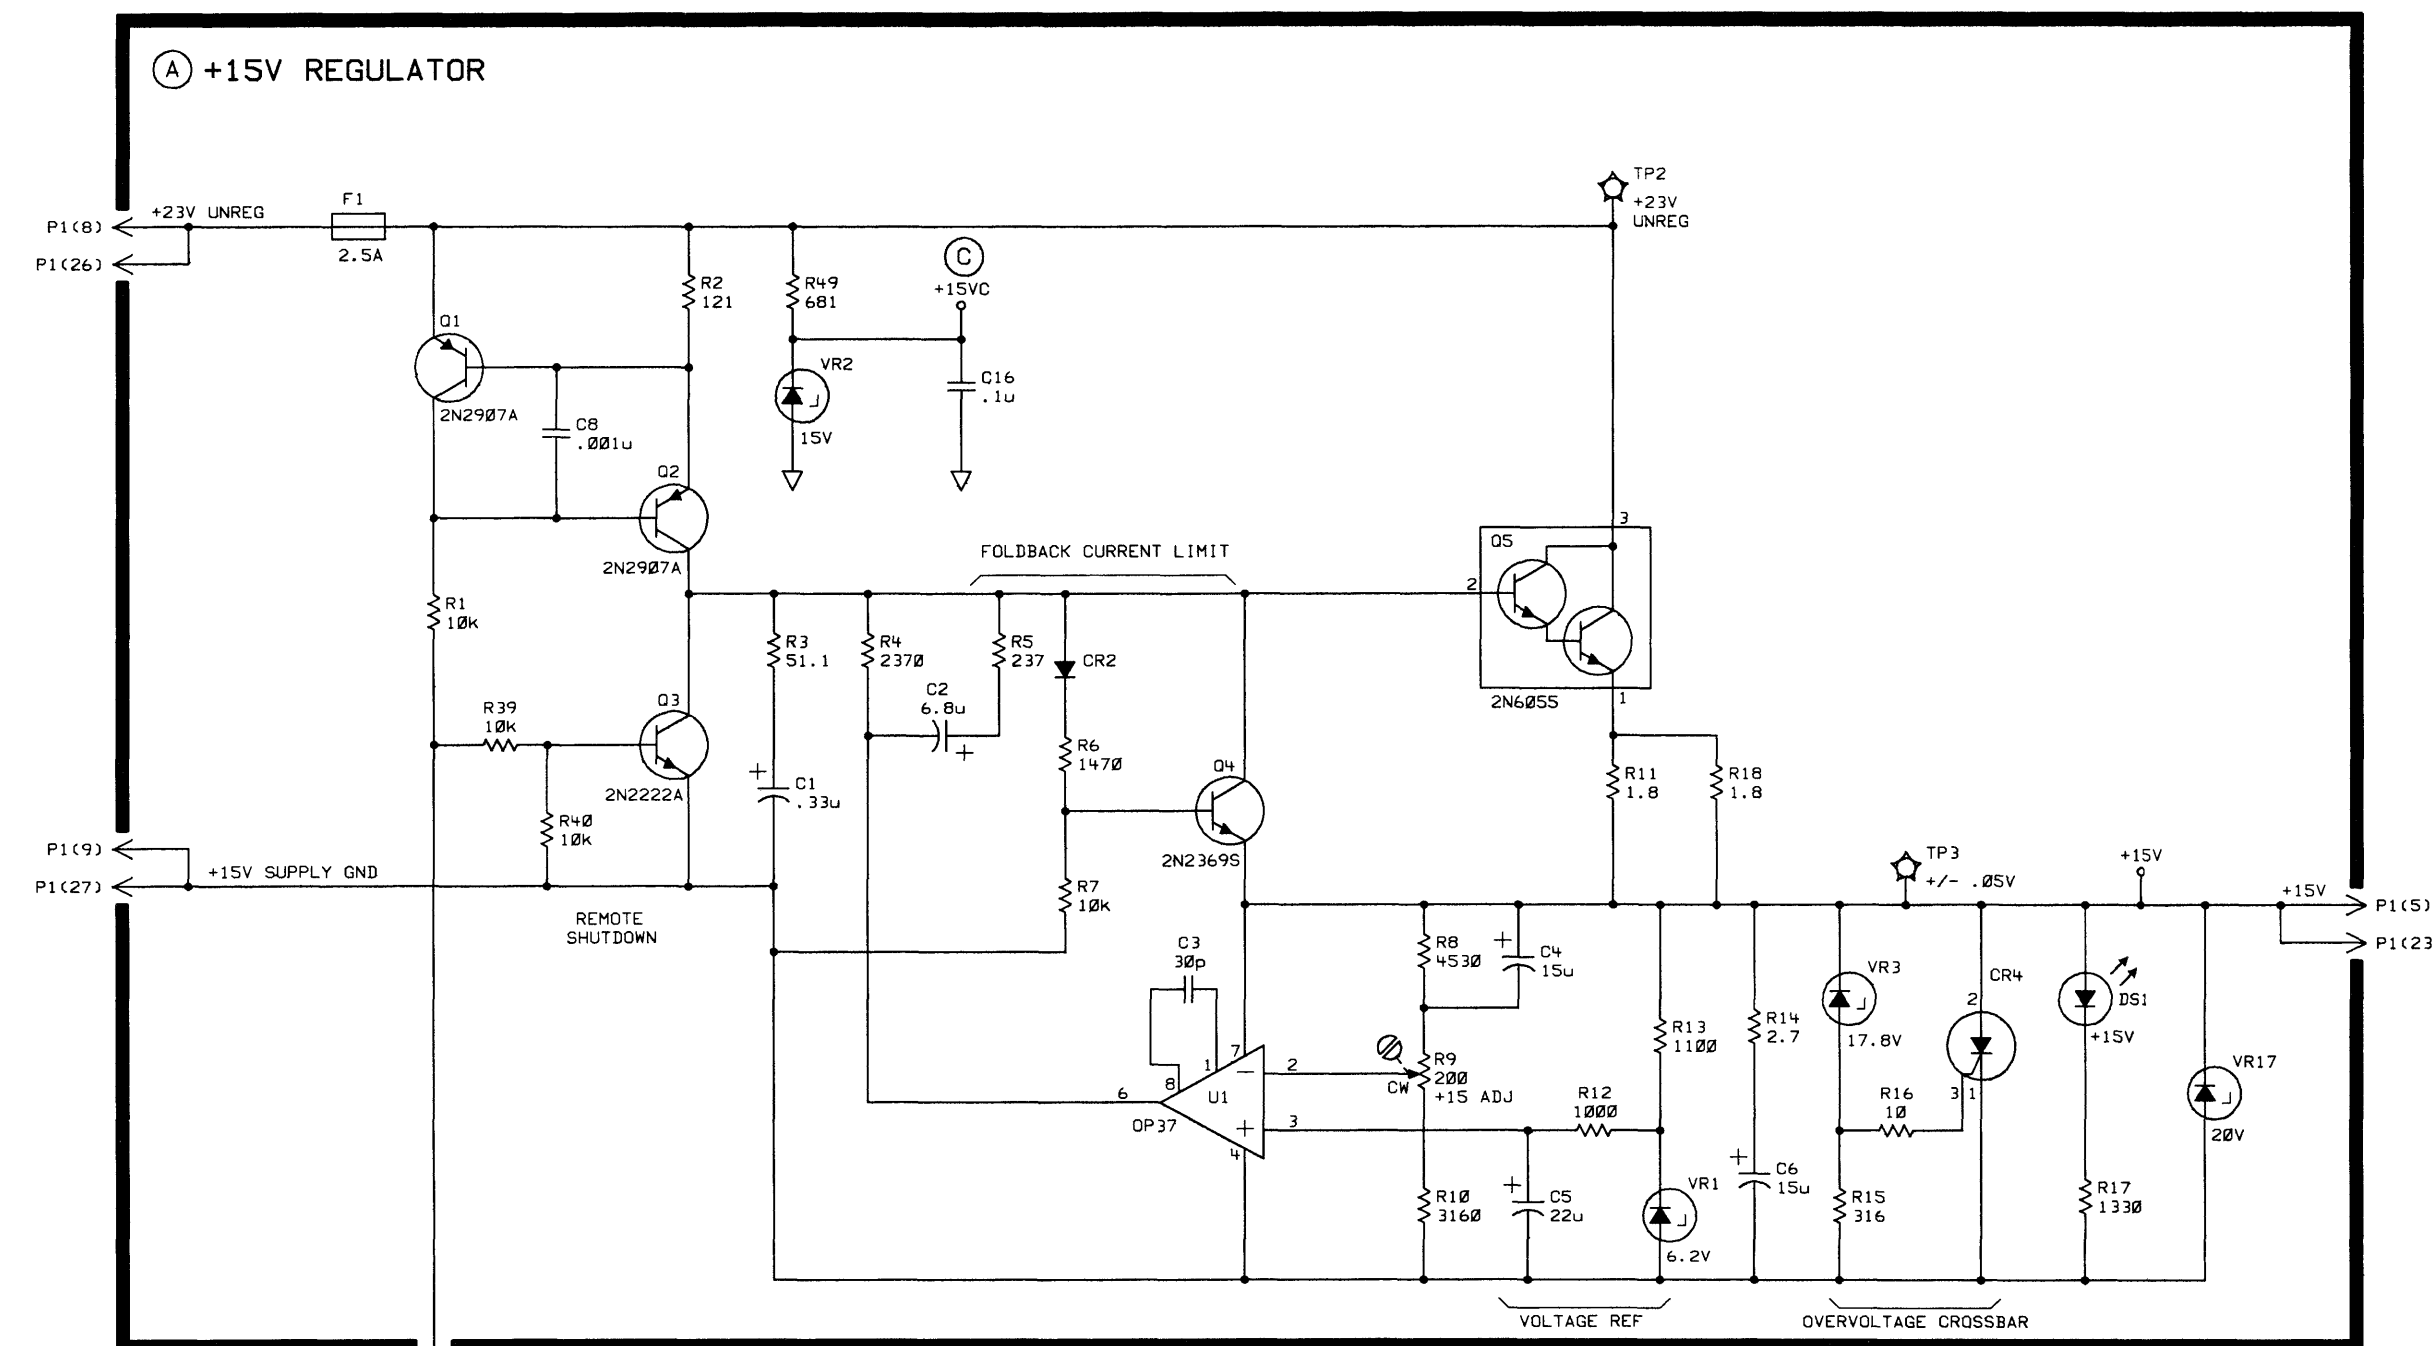 A +15V REGULATOR
TP2
+23V
UNREG
F1
2.5A
+23V UNREG
P1(8)
P1(26)
C
+15VC
R2
121
R49
681
Q1
2N2907A
VR2
15V
C16
.1u
C8
.001u
Q2
2N2907A
FOLDBACK CURRENT LIMIT
3
Q5
2
2N6055
1
R1
10k
R3
51.1
R4
2370
R5
237
CR2
C2
6.8u
+
R39
10k
Q3
2N2222A
R6
1470
Q4
2N2369S
R11
1.8
R18
1.8
+
C1
.33u
R40
10k
P1(9)
P1(27)
+15V SUPPLY GND
REMOTE
SHUTDOWN
R7
10k
TP3
+/- .05V
+15V
+15V
P1(5)
P1(23
C3
30p
R8
4530
+
C4
15u
VR3
17.8V
CR4
2
DS1
+15V
R13
1100
R14
2.7
7
1
8
6
U1
OP37
−
+
2
3
4
CW
R9
200
+15 ADJ
R12
1000
R16
10
3
1
VR17
20V
R10
3160
+
C5
22u
VR1
6.2V
+
C6
15u
R15
316
R17
1330
VOLTAGE REF
OVERVOLTAGE CROSSBAR